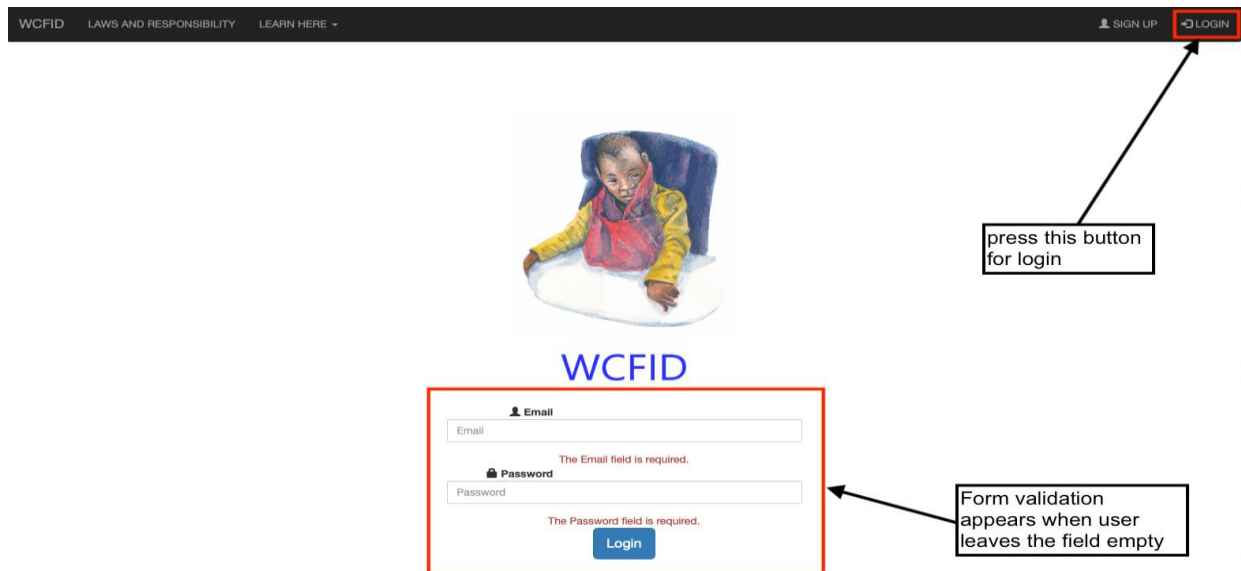 WCFID LAWS AND RESPONSIBILITY LEARN HERE SIGN UP LOGIN
press this button
for login
WCFID
Email
Email
The Email field is required.
Password
Password
The Password field is required.
Login
Form validation
appears when user
leaves the field empty